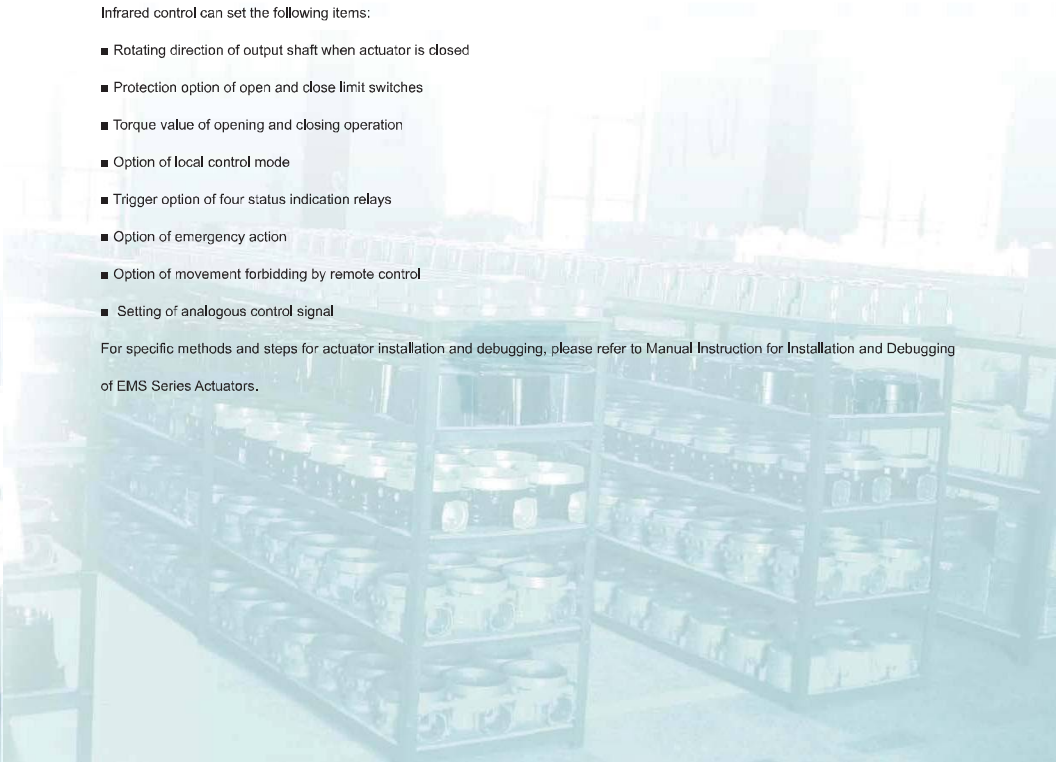 Infrared control can set the following items:
■ Rotating direction of output shaft when actuator is closed
■ Protection option of open and close limit switches
■ Torque value of opening and closing operation
■ Option of local control mode
■ Trigger option of four status indication relays
■ Option of emergency action
■ Option of movement forbidding by remote control
■ Setting of analogous control signal
For specific methods and steps for actuator installation and debugging, please refer to Manual Instruction for Installation and Debugging
of EMS Series Actuators.